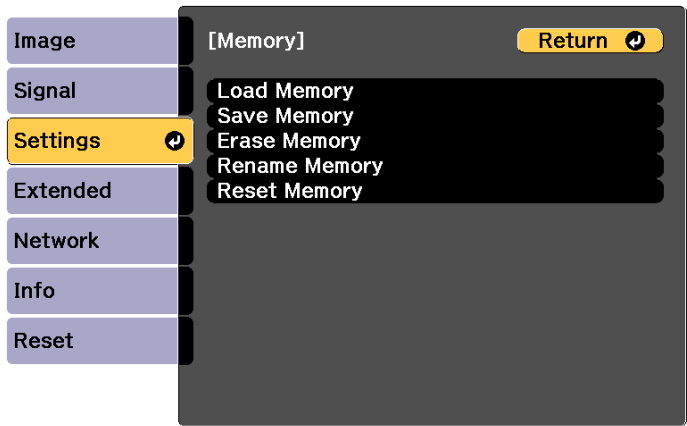 Image
Signal
Settings
Extended
Network
Info
Reset
[Memory]
Return
Load Memory
Save Memory
Erase Memory
Rename Memory
Reset Memory